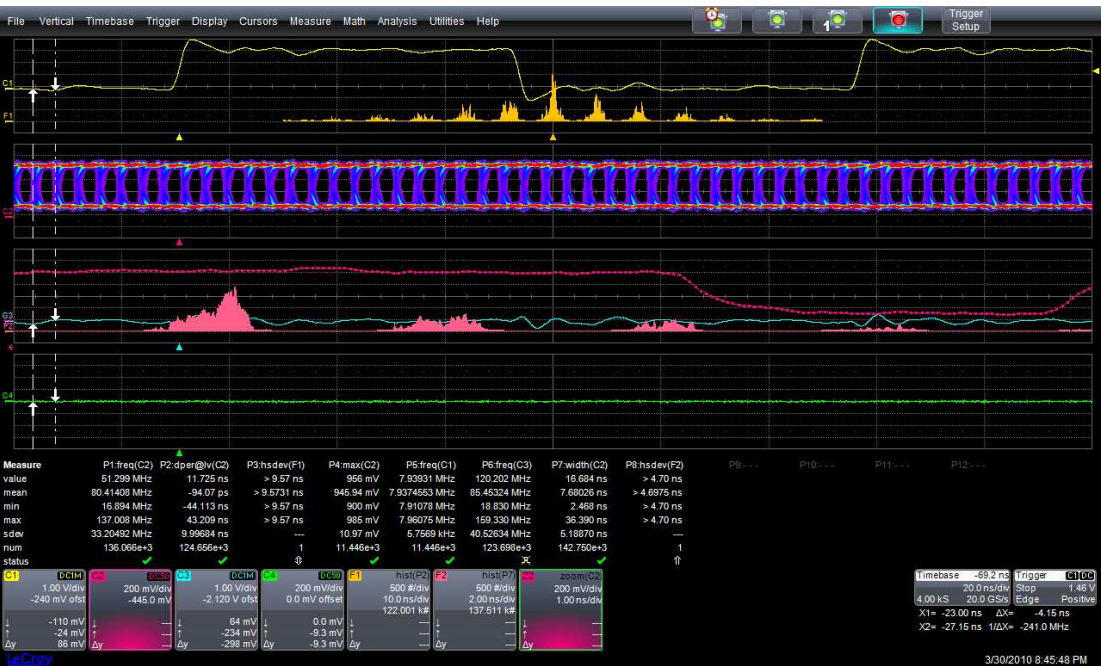 File Vertical Timebase Trigger Display Cursors Measure Math Analysis Utilities Help
1
Trigger
Setup
C1
F1
C2
C3
F2
C4
Measure P1:freq(C2) P2:dper@lv(C2) P3:hsdev(F1) P4:max(C2) P5:freq(C1) P6:freq(C3) P7:width(C2) P8:hsdev(F2) P9:- - - P10:- - - P11:- - - P12:- - -
value 51.299 MHz 11.725 ns > 9.57 ns 956 mV 7.93931 MHz 120.202 MHz 16.684 ns > 4.70 ns
mean 80.41408 MHz -94.07 ps > 9.5731 ns 945.94 mV 7.9374553 MHz 85.45324 MHz 7.68026 ns > 4.6975 ns
min 16.894 MHz -44.113 ns > 9.57 ns 900 mV 7.91078 MHz 18.830 MHz 2.468 ns > 4.70 ns
max 137.008 MHz 43.209 ns > 9.57 ns 985 mV 7.96075 MHz 159.330 MHz 36.390 ns > 4.70 ns
sdev 33.20492 MHz 9.99684 ns --- 10.97 mV 5.7569 kHz 40.52634 MHz 5.18870 ns ---
num 136.066e+3 124.656e+3 1 11.446e+3 11.446e+3 123.698e+3 142.750e+3 1
status
C1 DC1M C2 DC50 C3 DC1M C4 DC50 F1 hist(P2) F2 hist(P7) Z2 zoom(C2) Timebase -69.2 ns Trigger C1 DC
1.00 V/div 200 mV/div 1.00 V/div 200 mV/div 500 #/div 500 #/div 200 mV/div 20.0 ns/div Stop 1.46 V
-240 mV ofst -445.0 mV -2.120 V ofst 0.0 mV offset 10.0 ns/div 2.00 ns/div 1.00 ns/div 4.00 kS 20.0 GS/s Edge Positive
122.001 k# 137.511 k#
X1= -23.00 ns ΔX= -4.15 ns
↓ -110 mV ↓ --- ↓ 64 mV ↓ 0.0 mV ↓ --- ↓ --- ↓ ---
X2= -27.15 ns 1/ΔX= -241.0 MHz
↑ -24 mV ↑ --- ↑ -234 mV ↑ -9.3 mV ↑ --- ↑ --- ↑ ---
Δy 86 mV Δy --- Δy -298 mV Δy -9.3 mV Δy --- Δy --- Δy ---
LeCroy 3/30/2010 8:45:48 PM